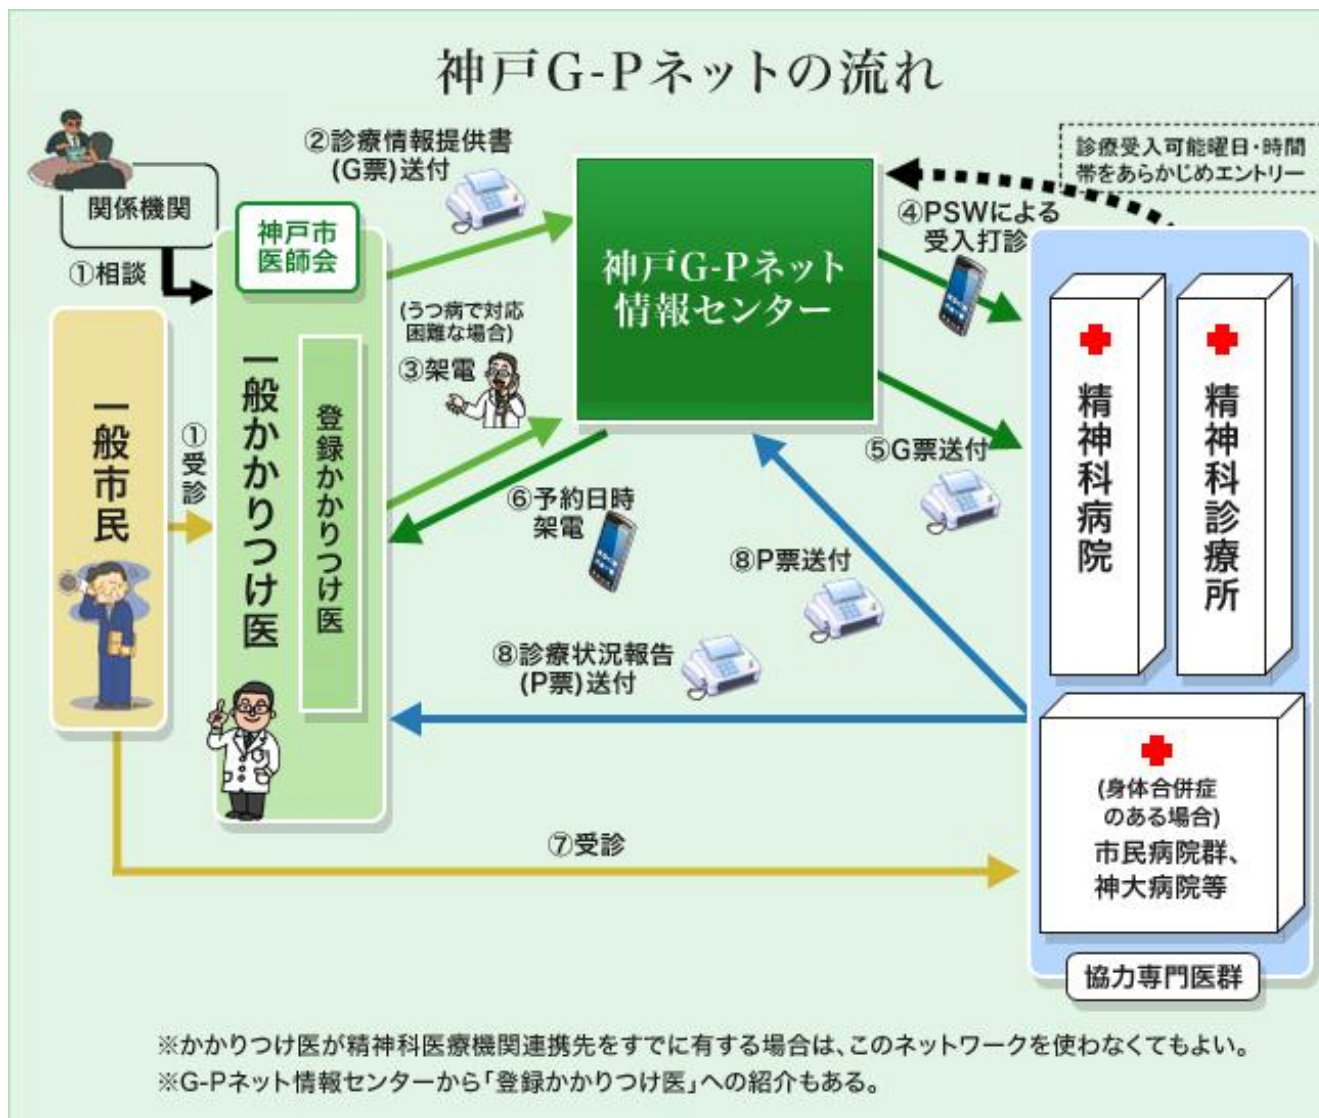 神戸G-Pネットの流れ
関係機関
①相談
②診療情報提供書
(G票)送付
診療受入可能曜日・時間
帯をあらかじめエントリー
神戸市
医師会
④PSWによる
受入打診
神戸G-Pネット
情報センター
(うつ病で対応
困難な場合)
③架電
一般市民
①受診
一般かかりつけ医
登録かかりつけ医
精神科病院
精神科診療所
⑤G票送付
⑥予約日時
架電
⑧P票送付
⑧診療状況報告
(P票)送付
(身体合併症
のある場合)
市民病院群、
神大病院等
⑦受診
協力専門医群
※かかりつけ医が精神科医療機関連携先をすでに有する場合は、このネットワークを使わなくてもよい。
※G-Pネット情報センターから「登録かかりつけ医」への紹介もある。